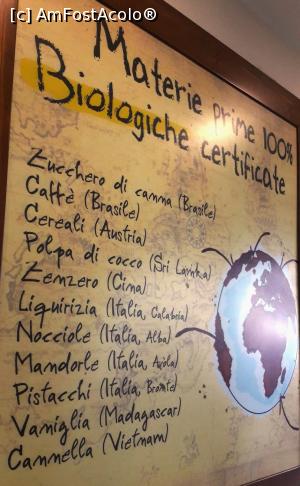 [c] AmFostAcolo®
Materie prime 100%
Biologiche certificate
Zucchero di canna (Brasile)
Caffè (Brasile)
Cereali (Austria)
Polpa di cocco (Sri Lanka)
Zenzero (Cina)
Liquirizia (Italia, Calabria)
Nocciole (Italia, Alba)
Mandorle (Italia, Avola)
Pistacchi (Italia, Bronte)
Vaniglia (Madagascar)
Cannella (Vietnam)